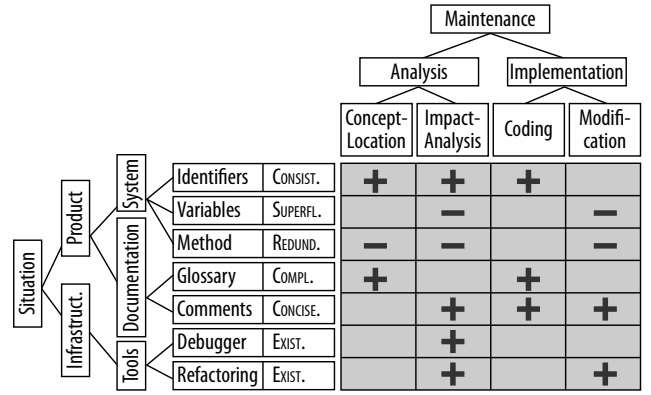 Maintenance
Analysis
Implementation
Concept-
Location
Impact-
Analysis
Coding
Modifi-
cation
Situation
Product
Infrastruct.
System
Documentation
Tools
Identifiers CONSIST. + + +
Variables SUPERFL. − −
Method REDUND. − − −
Glossary COMPL. + +
Comments CONCISE. + + +
Debugger EXIST. +
Refactoring EXIST. + +